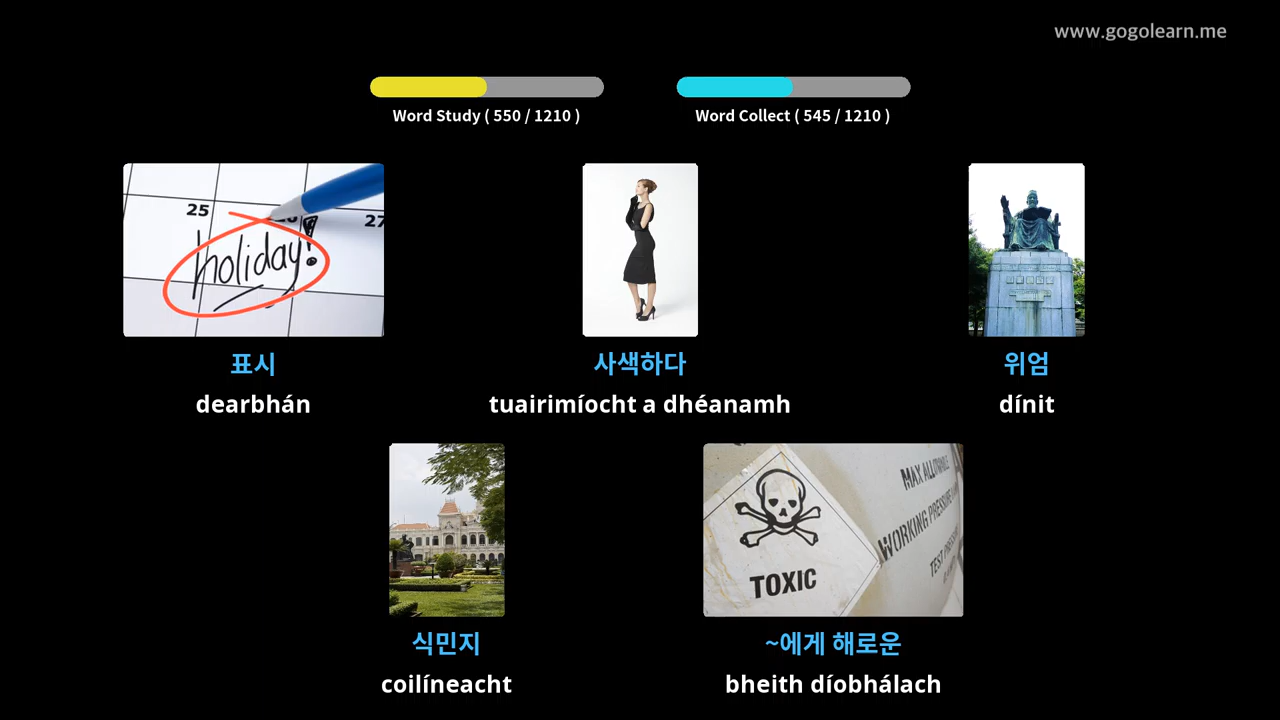 www.gogolearn.me
Word Study ( 550 / 1210 )
Word Collect ( 545 / 1210 )
25
27
holiday!
표시
dearbhán
사색하다
tuairimíocht a dhéanamh
위엄
dínit
MAX
WORKING PRESSURE
TEST
TOXIC
식민지
coilíneacht
~에게 해로운
bheith díobhálach